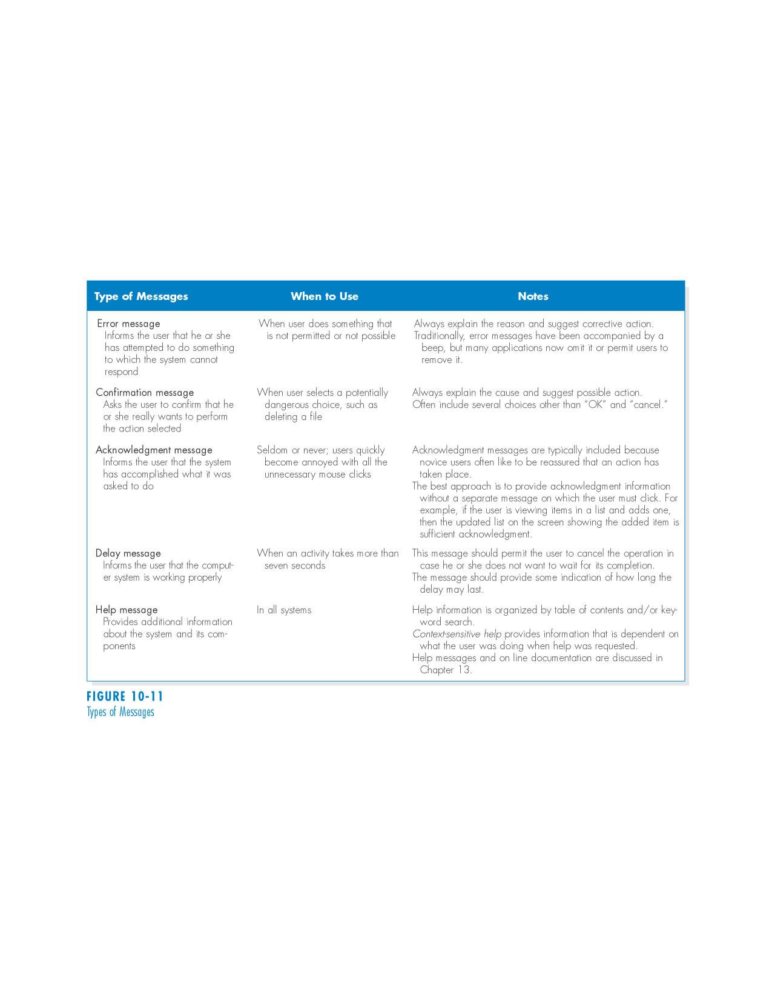 Type of Messages When to Use Notes
Error message
Informs the user that he or she
has attempted to do something
to which the system cannot
respond
When user does something that
is not permitted or not possible
Always explain the reason and suggest corrective action.
Traditionally, error messages have been accompanied by a
beep, but many applications now omit it or permit users to
remove it.
Confirmation message
Asks the user to confirm that he
or she really wants to perform
the action selected
When user selects a potentially
dangerous choice, such as
deleting a file
Always explain the cause and suggest possible action.
Often include several choices other than “OK” and “cancel.”
Acknowledgment message
Informs the user that the system
has accomplished what it was
asked to do
Seldom or never; users quickly
become annoyed with all the
unnecessary mouse clicks
Acknowledgment messages are typically included because
novice users often like to be reassured that an action has
taken place.
The best approach is to provide acknowledgment information
without a separate message on which the user must click. For
example, if the user is viewing items in a list and adds one,
then the updated list on the screen showing the added item is
sufficient acknowledgment.
Delay message
Informs the user that the comput-
er system is working properly
When an activity takes more than
seven seconds
This message should permit the user to cancel the operation in
case he or she does not want to wait for its completion.
The message should provide some indication of how long the
delay may last.
Help message
Provides additional information
about the system and its com-
ponents
In all systems
Help information is organized by table of contents and/or key-
word search.
Context-sensitive help provides information that is dependent on
what the user was doing when help was requested.
Help messages and on line documentation are discussed in
Chapter 13.
FIGURE 10-11
Types of Messages